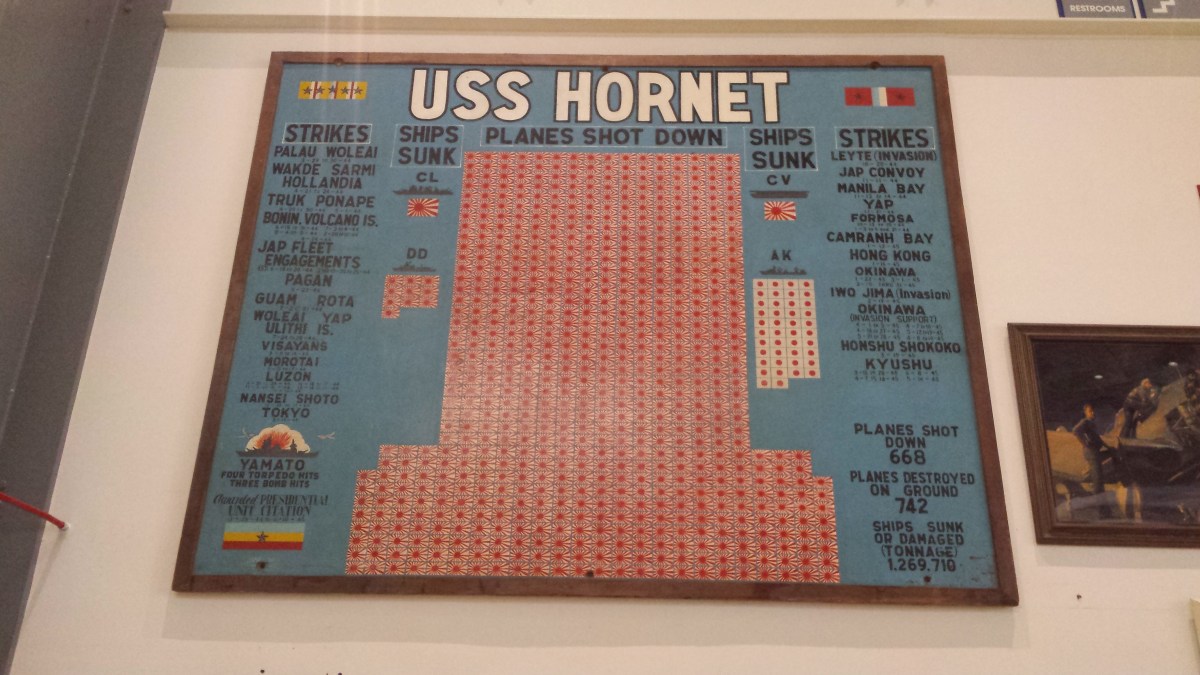 RESTROOMS
USS HORNET
STRIKES
PALAU WOLEAI
WAKDE SARMI
HOLLANDIA
TRUK PONAPE
BONIN. VOLCANO IS.
JAP FLEET
ENGAGEMENTS
PAGAN
GUAM ROTA
WOLEAI YAP
ULITHI IS.
VISAYANS
MOROTAI
LUZON
NANSEI SHOTO
TOKYO
YAMATO
FOUR TORPEDO HITS
THREE BOMB HITS
Awarded PRESIDENTIAL
UNIT CITATION
SHIPS
SUNK
CL
DD
PLANES SHOT DOWN
SHIPS
SUNK
CV
AK
STRIKES
LEYTE (INVASION)
JAP CONVOY
MANILA BAY
YAP
FORMOSA
CAMRANH BAY
HONG KONG
OKINAWA
IWO JIMA (Invasion)
OKINAWA
(INVASION SUPPORT)
HONSHU SHOKOKO
KYUSHU
PLANES SHOT
DOWN
668
PLANES DESTROYED
ON GROUND
742
SHIPS SUNK
OR DAMAGED
(TONNAGE)
1,269,710